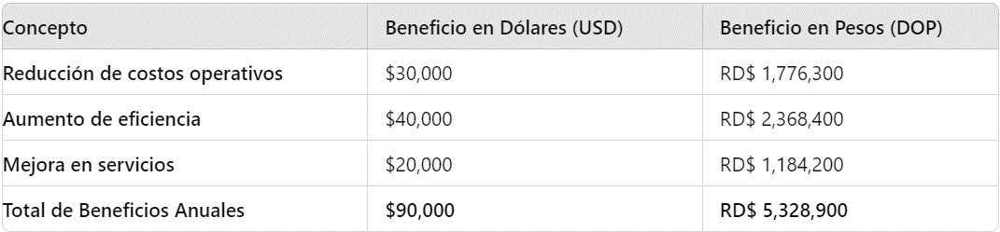 Concepto Beneficio en Dólares (USD) Beneficio en Pesos (DOP)
Reducción de costos operativos $30,000 RD$ 1,776,300
Aumento de eficiencia $40,000 RD$ 2,368,400
Mejora en servicios $20,000 RD$ 1,184,200
Total de Beneficios Anuales $90,000 RD$ 5,328,900